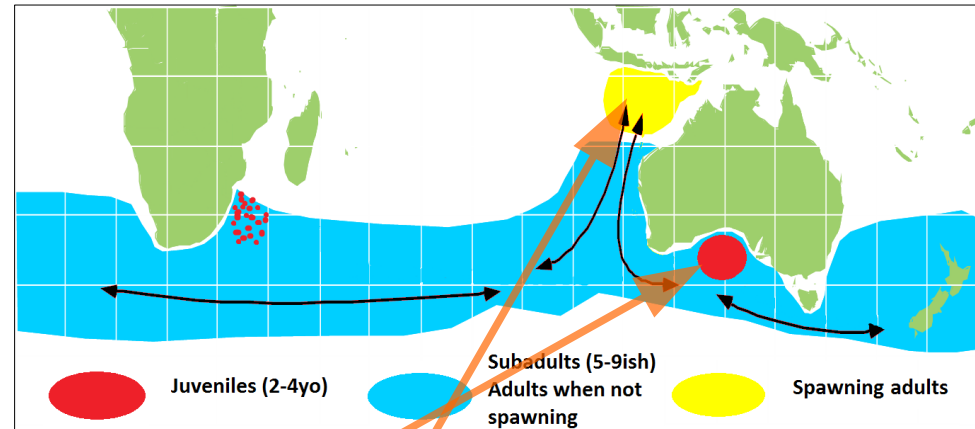 Juveniles (2-4yo)
Subadults (5-9ish)
Adults when not
spawning
Spawning adults